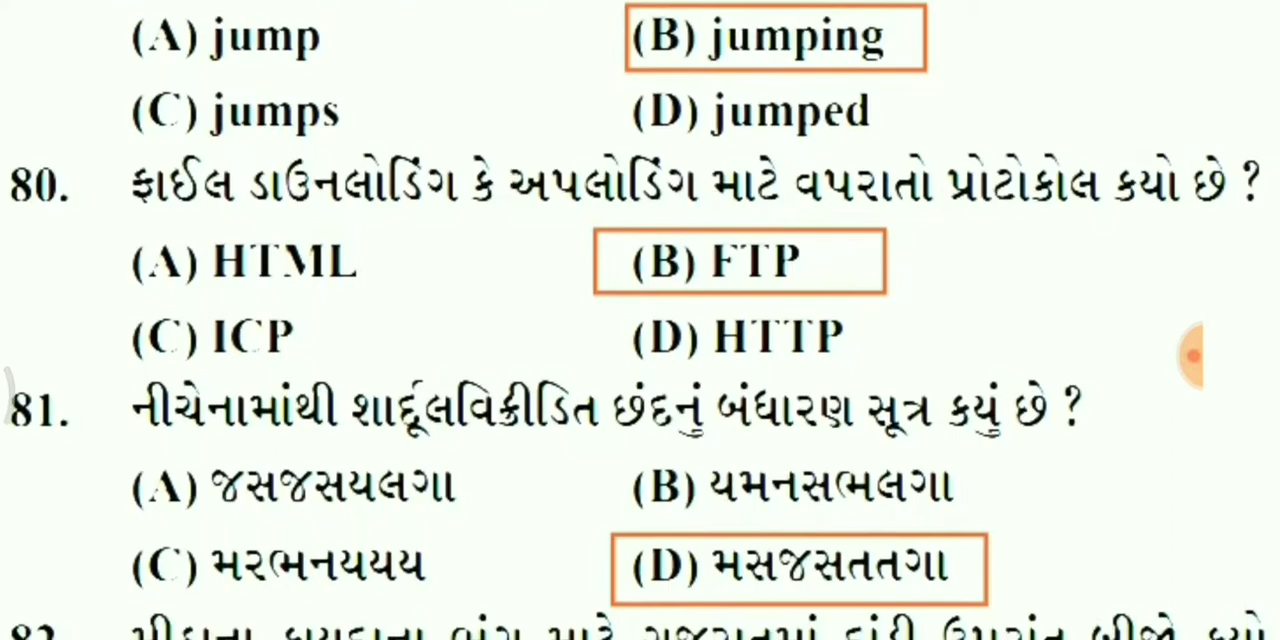 (A) jump (B) jumping
(C) jumps (D) jumped
80. ફાઈલ ડાઉનલોડિંગ કે અપલોડિંગ માટે વપરાતો પ્રોટોકોલ કયો છે ?
(A) HTML (B) FTP
(C) ICP (D) HTTP
81. નીચેનામાંથી શાર્દૂલવિક્રીડિત છંદનું બંધારણ સૂત્ર કયું છે ?
(A) જસજસયલગા (B) યમનસભલગા
(C) મરભનયયય (D) મસજસતતગા